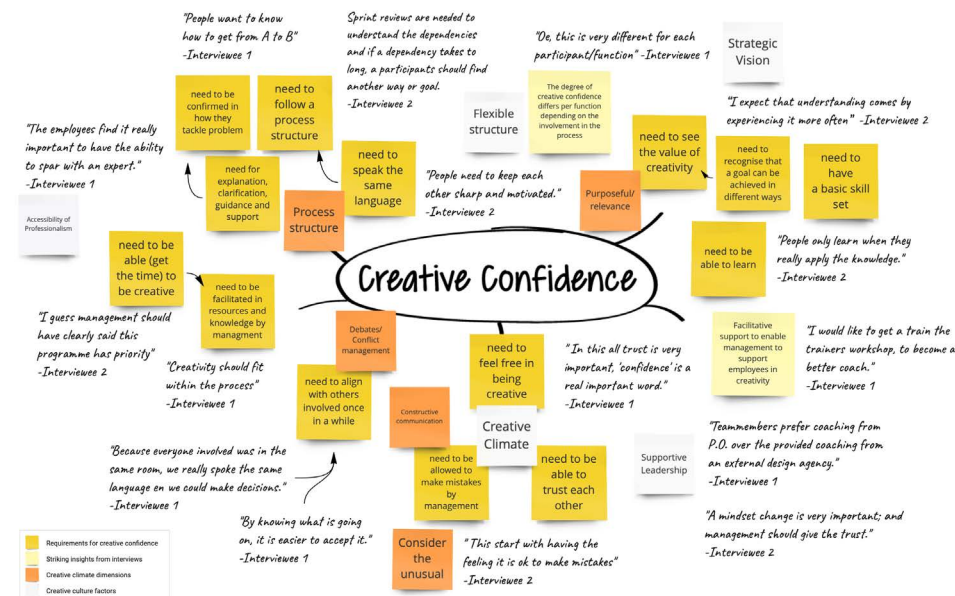 "People want to know
how to get from A to B"
-Interviewee 1
Sprint reviews are needed to
understand the dependencies
and if a dependency takes to
long, a participants should find
another way or goal.
-Interviewee 2
"Oe, this is very different for each
participant/function" -Interviewee 1
Strategic
Vision
need to be
confirmed in
how they
tackle problem
need to
follow a
process
structure
Flexible
structure
The degree of
creative confidence
differs per function
depending on the
involvement in the
process
"I expect that understanding comes by
experiencing it more often" -Interviewee 2
"The employees find it really
important to have the ability
to spar with an expert."
-Interviewee 1
need for
explanation,
clarification,
guidance and
support
need to
speak the
same
language
"People need to keep each
other sharp and motivated."
-Interviewee 2
need to see
the value of
creativity
need to
recognise that
a goal can be
achieved in
different ways
need to
have
a basic skill
set
Accessibility of
Professionalism
Process
structure
Purposeful/
relevance
need to be
able (get
the time) to
be creative
need to be
facilitated in
resources and
knowledge by
managment
Creative Confidence
need to be
able to learn
"People only learn when they
really apply the knowledge."
-Interviewee 2
"I guess management should
have clearly said this
programme has priority"
-Interviewee 2
"Creativity should fit
within the process"
-Interviewee 1
Debates/
Conflict
management
need to align
with others
involved once
in a while
need to
feel free in
being
creative
"In this all trust is very
important, 'confidence' is a
real important word."
-Interviewee 1
Facilitative
support to enable
management to
support
employees in
creativity
"I would like to get a train the
trainers workshop, to become a
better coach."
-Interviewee 1
Constructive
communication
Creative
Climate
"Because everyone involved was in the
same room, we really spoke the same
language en we could make decisions."
-Interviewee 1
need to be
allowed to
make mistakes
by
management
need to be
able to
trust each
other
Supportive
Leadership
"Teammembers prefer coaching from
P.O. over the provided coaching from
an external design agency."
-Interviewee 1
"By knowing what is going
on, it is easier to accept it."
-Interviewee 1
Consider
the
unusual
"This start with having the
feeling it is ok to make mistakes"
-Interviewee 2
"A mindset change is very important; and
management should give the trust."
-Interviewee 2
Requirements for creative confidence
Striking insights from interviews
Creative climate dimensions
Creative culture factors